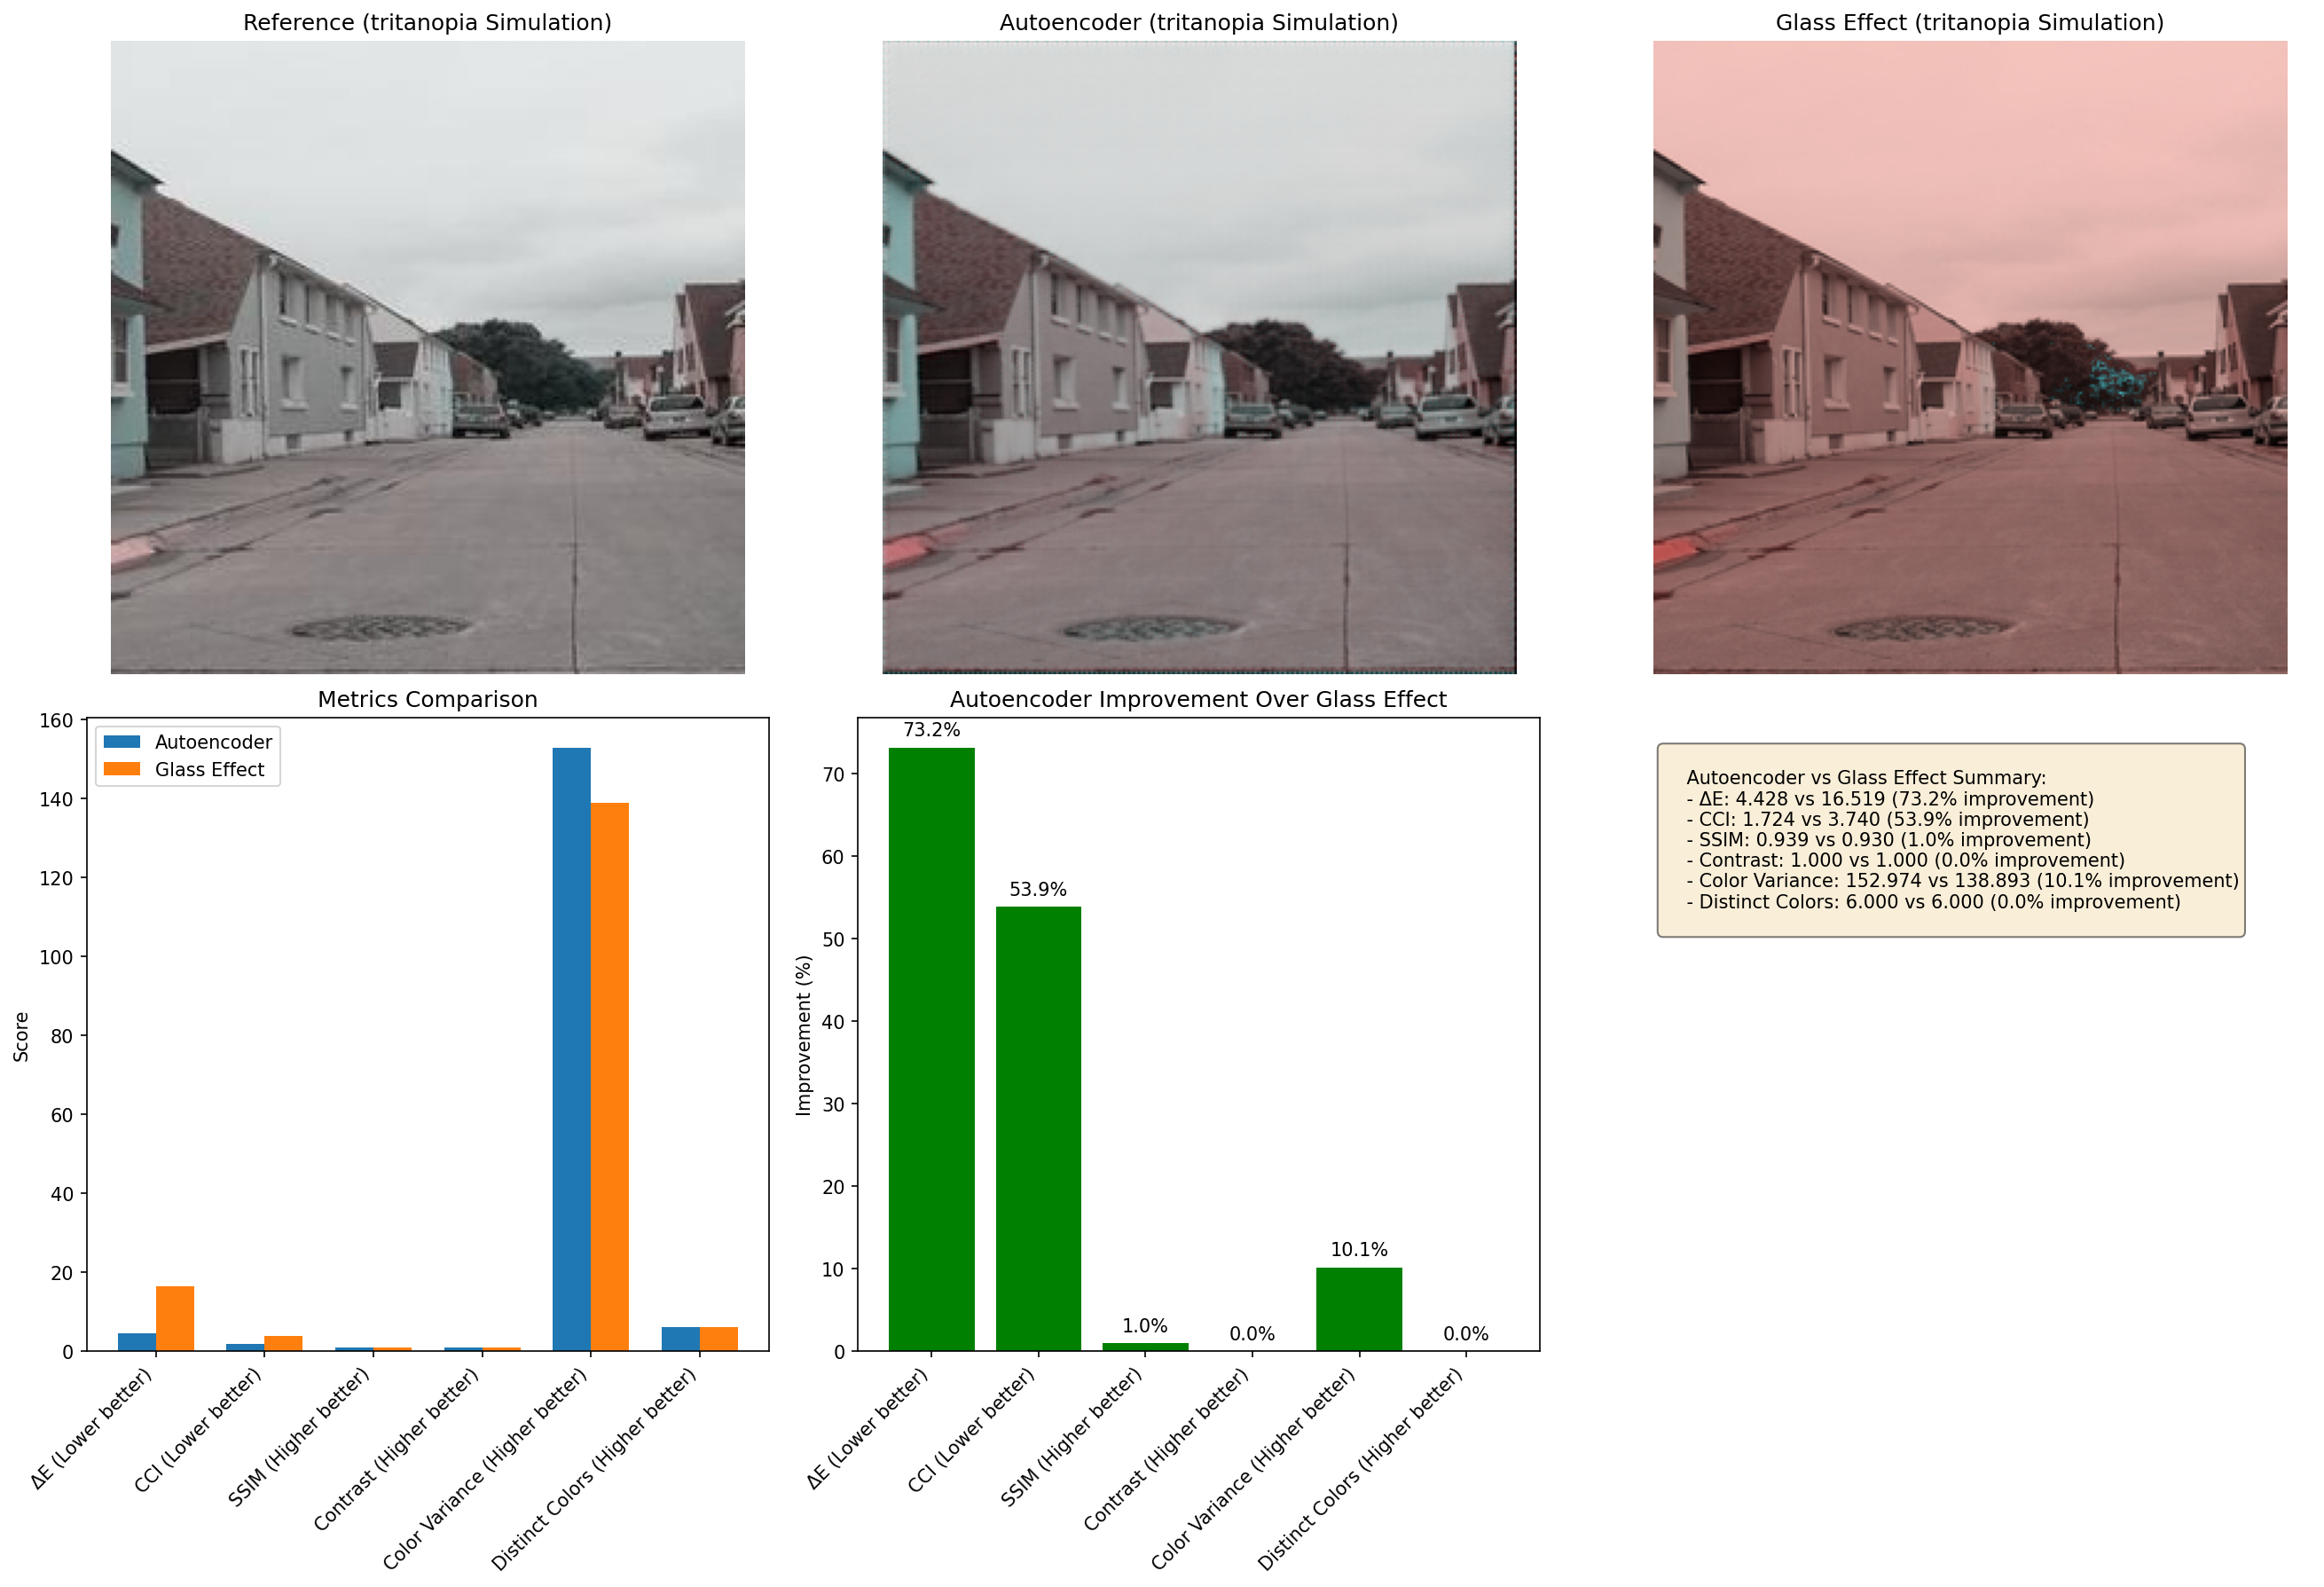 Reference (tritanopia Simulation)
Autoencoder (tritanopia Simulation)
Glass Effect (tritanopia Simulation)
Metrics Comparison
Autoencoder
Glass Effect
Score
160
140
120
100
80
60
40
20
0
ΔE (Lower better)
CCI (Lower better)
SSIM (Higher better)
Contrast (Higher better)
Color Variance (Higher better)
Distinct Colors (Higher better)
Autoencoder Improvement Over Glass Effect
Improvement (%)
70
60
50
40
30
20
10
0
73.2%
53.9%
1.0%
0.0%
10.1%
0.0%
ΔE (Lower better)
CCI (Lower better)
SSIM (Higher better)
Contrast (Higher better)
Color Variance (Higher better)
Distinct Colors (Higher better)
Autoencoder vs Glass Effect Summary:
- ΔE: 4.428 vs 16.519 (73.2% improvement)
- CCI: 1.724 vs 3.740 (53.9% improvement)
- SSIM: 0.939 vs 0.930 (1.0% improvement)
- Contrast: 1.000 vs 1.000 (0.0% improvement)
- Color Variance: 152.974 vs 138.893 (10.1% improvement)
- Distinct Colors: 6.000 vs 6.000 (0.0% improvement)